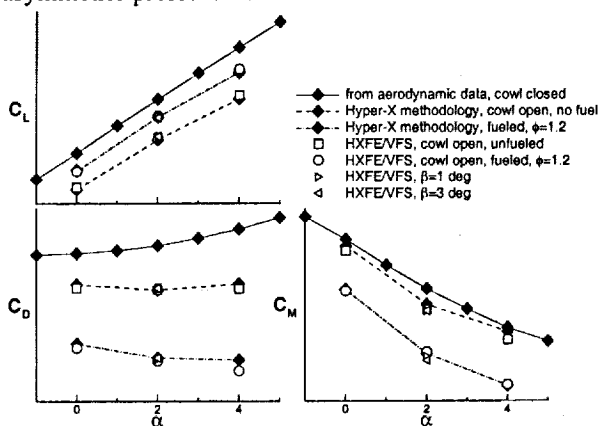 C_L
from aerodynamic data, cowl closed
Hyper-X methodology, cowl open, no fuel
Hyper-X methodology, fueled, ϕ=1.2
HXFE/VFS, cowl open, unfueled
HXFE/VFS, cowl open, fueled, ϕ=1.2
HXFE/VFS, β=1 deg
HXFE/VFS, β=3 deg
C_D
C_M
0 2 4
α
0 2 4
α